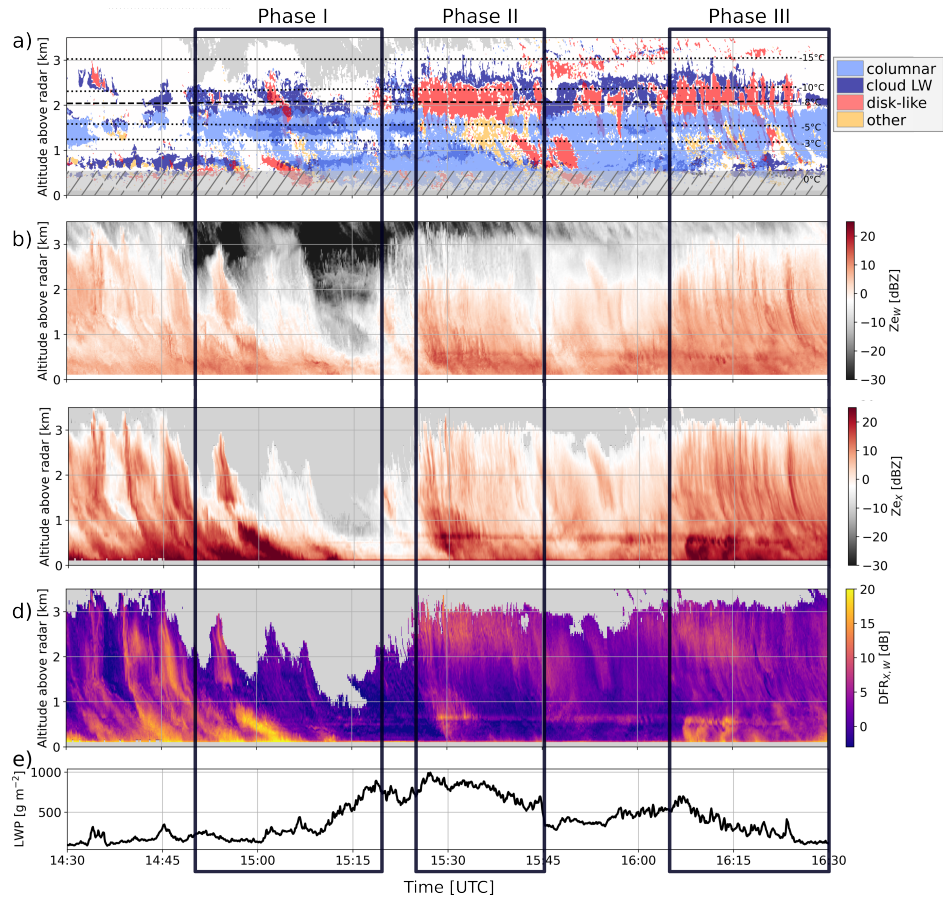 Phase I
Phase II
Phase III
a)
Altitude above radar [km]
3
2
1
0
-15°C
-10°C
-5°C
-3°C
0°C
columnar
cloud LW
disk-like
other
b)
Altitude above radar [km]
3
2
1
0
20
10
0
−10
−20
−30
Zew [dBZ]
Altitude above radar [km]
3
2
1
0
20
10
0
−10
−20
−30
Zex [dBZ]
d)
Altitude above radar [km]
3
2
1
0
20
15
10
5
0
DFRx,w [dB]
e)
LWP [g m−2]
1000
500
14:30
14:45
15:00
15:15
15:30
15:45
16:00
16:15
16:30
Time [UTC]